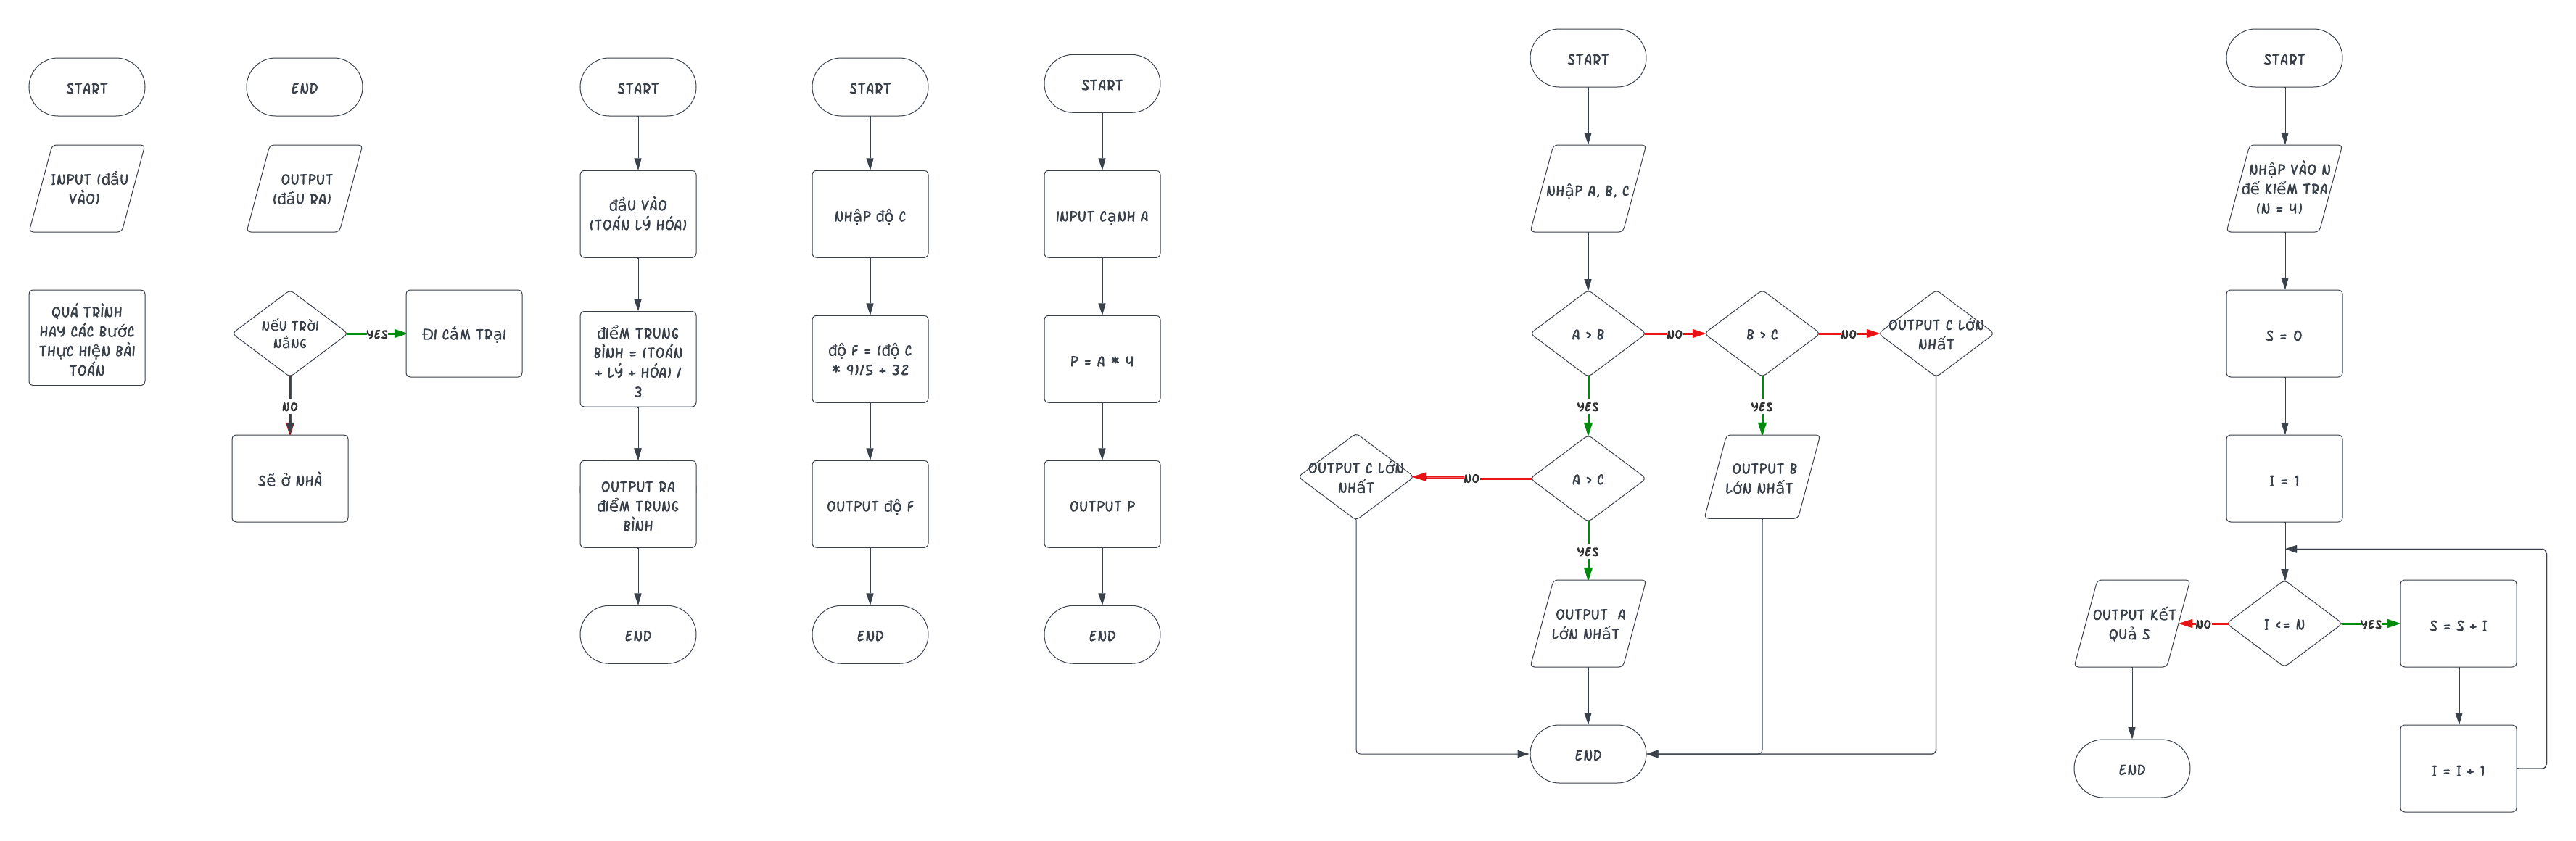 START
INPUT (đầU
VÀO)
QUÁ TRÌNH
HAY CÁC BướC
THựC HIệN BÀI
TOÁN
END
OUTPUT
(đầU RA)
NếU TRờI
NắNG
YES
ĐI CắM TRạI
NO
Sẽ ở NHÀ
START
đầU VÀO
(TOÁN LÝ HÓA)
đIểM TRUNG
BÌNH = (TOÁN
+ LÝ + HÓA) /
3
OUTPUT RA
đIểM TRUNG
BÌNH
END
START
NHậP độ C
độ F = (độ C
* 9)/5 + 32
OUTPUT độ F
END
START
INPUT CạNH A
P = A * 4
OUTPUT P
END
START
NHậP A, B, C
A > B
NO
B > C
NO
OUTPUT C LớN
NHấT
YES
YES
OUTPUT C LớN
NHấT
NO
A > C
OUTPUT B
LớN NHấT
YES
OUTPUT A
LớN NHấT
END
START
NHậP VÀO N
để KIểM TRA
(N = 4)
S = 0
I = 1
OUTPUT KếT
QUả S
NO
I <= N
YES
S = S + I
END
I = I + 1